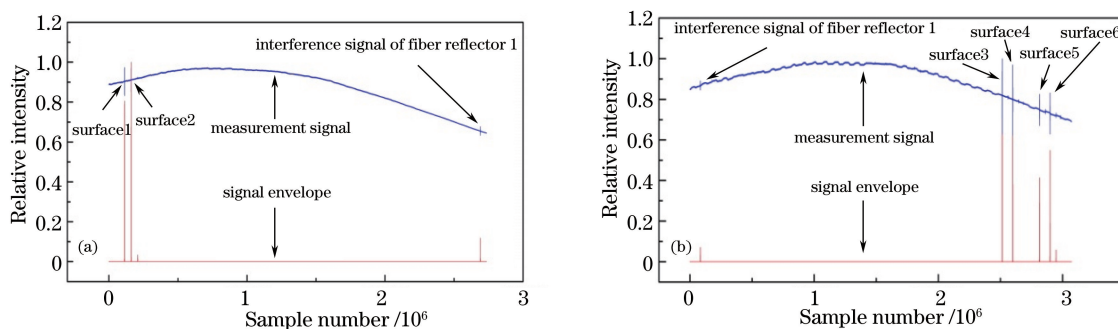 1.2
1.0
0.8
0.6
0.4
0.2
0
Relative intensity
interference signal of fiber reflector 1
surface1
surface2
measurement signal
signal envelope
(a)
0
1
2
3
Sample number /10⁶
1.2
1.0
0.8
0.6
0.4
0.2
0
Relative intensity
interference signal of fiber reflector 1
surface4
surface6
surface3
surface5
measurement signal
signal envelope
(b)
0
1
2
3
Sample number /10⁶